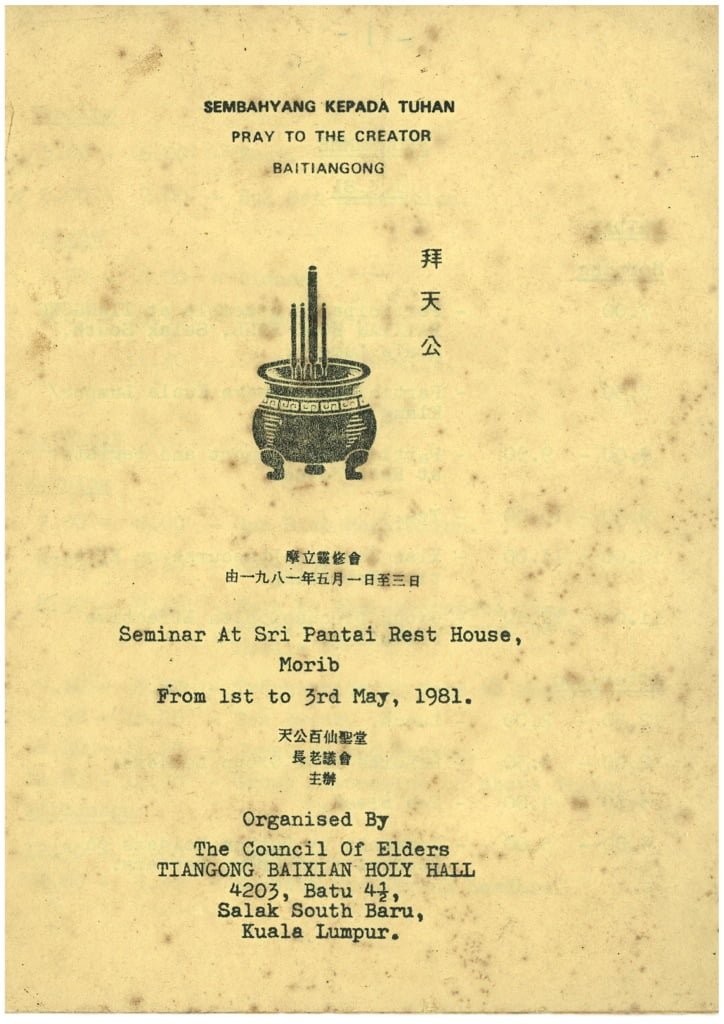 SEMBAHYANG KEPADA TUHAN
PRAY TO THE CREATOR
BAITIANGONG
拜天公
摩立靈修會
由一九八一年五月一日至三日
Seminar At Sri Pantai Rest House,
Morib
From 1st to 3rd May, 1981.
天公百仙聖堂
長老議會
主辦
Organised By
The Council Of Elders
TIANGONG BAIXIAN HOLY HALL
4203, Batu 4½,
Salak South Baru,
Kuala Lumpur.